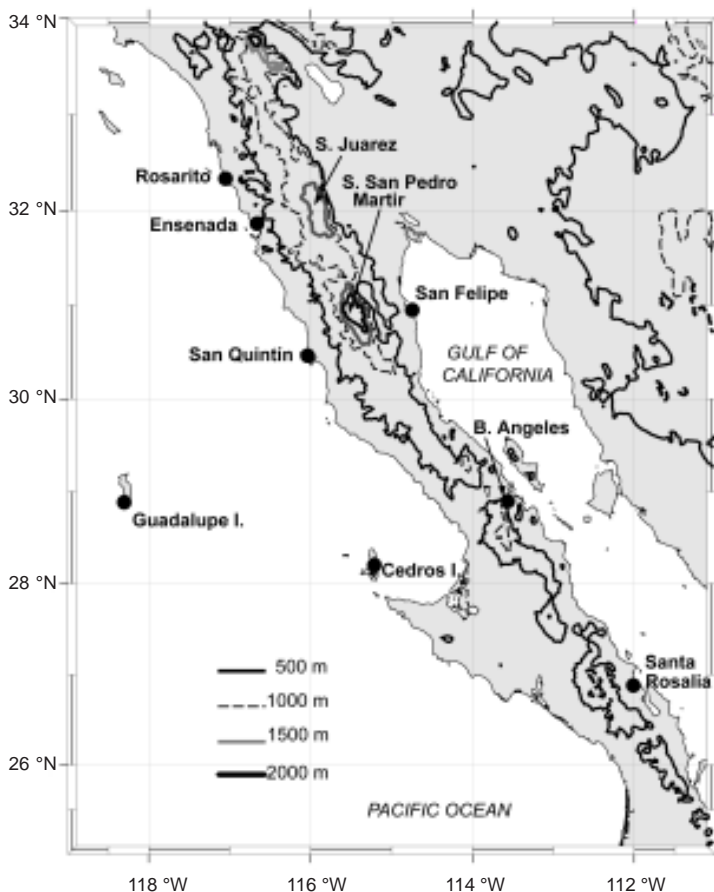 34 °N
S. Juarez
S. San Pedro
Martir
Rosarito
32 °N
Ensenada
San Felipe
San Quintín
GULF OF
CALIFORNIA
30 °N
B. Angeles
Guadalupe I.
28 °N
Cedros I.
500 m
1000 m
1500 m
2000 m
Santa
Rosalia
26 °N
PACIFIC OCEAN
118 °W
116 °W
114 °W
112 °W